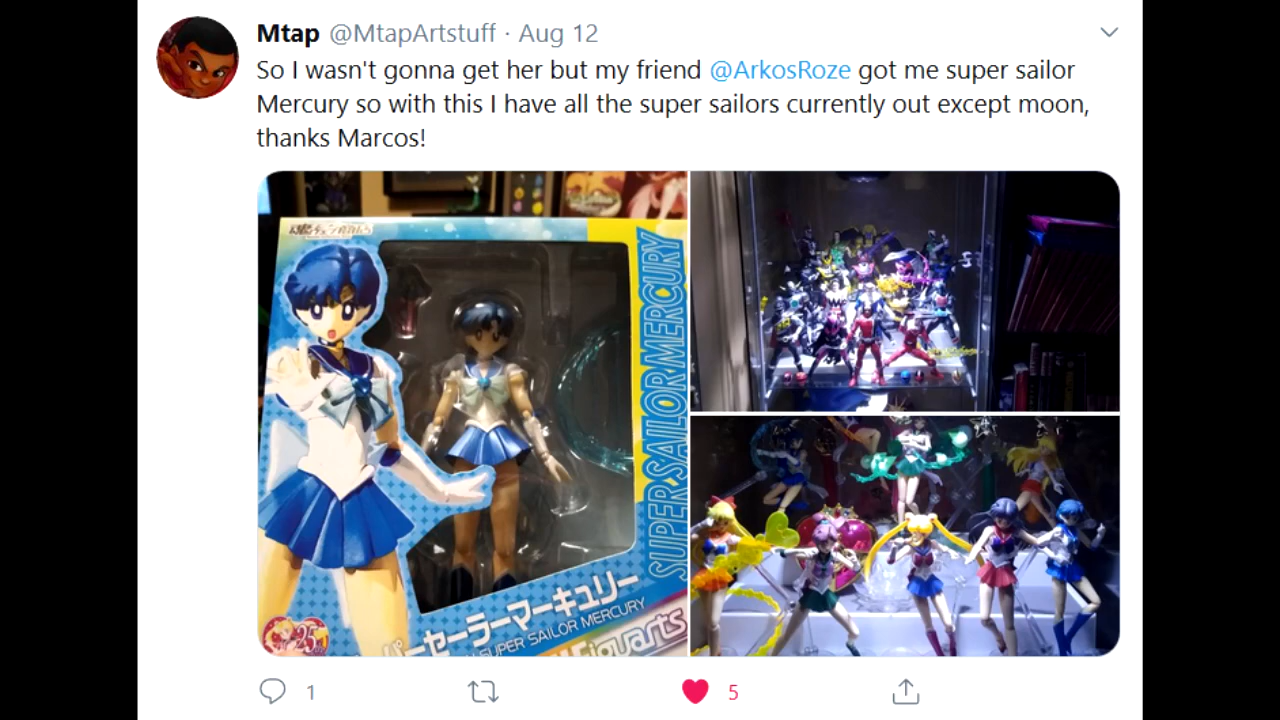 Mtap @MtapArtstuff · Aug 12
So I wasn't gonna get her but my friend @ArkosRoze got me super sailor
Mercury so with this I have all the super sailors currently out except moon,
thanks Marcos!
SUPER SAILOR MERCURY
パーセーラーマーキュリー
SUPER SAILOR MERCURY
Figuarts
25th
1
5